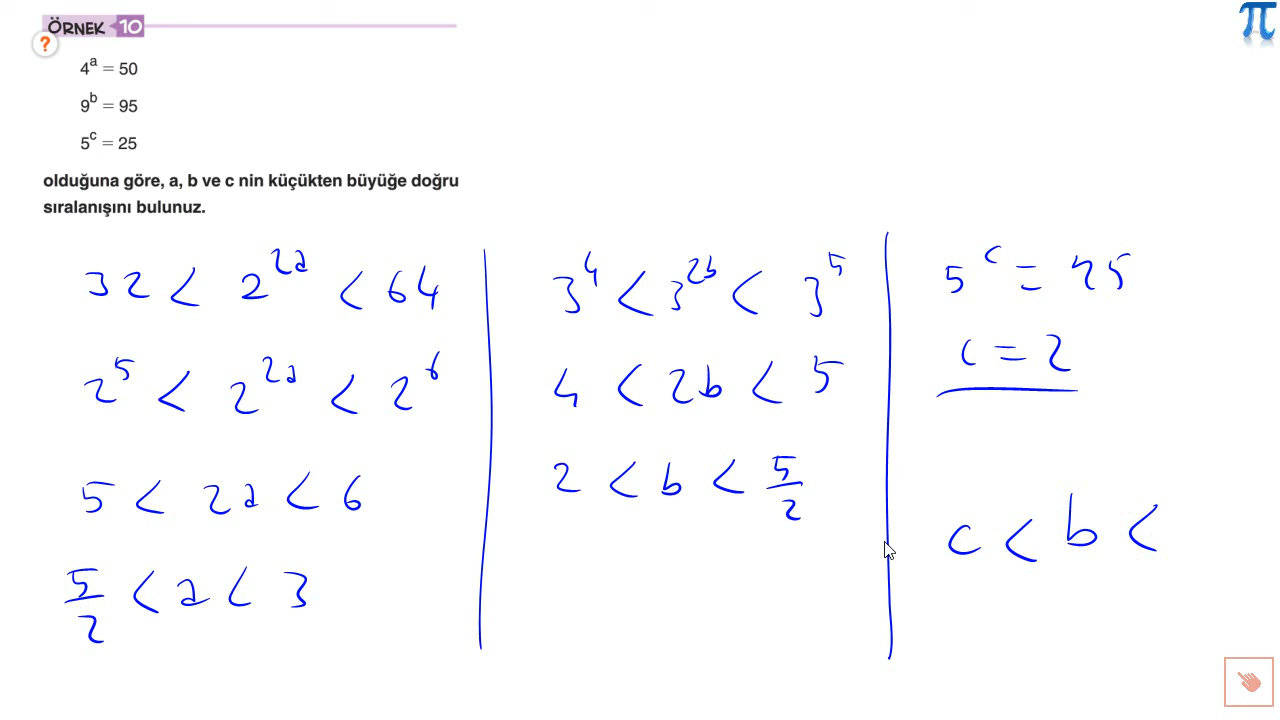 ÖRNEK 10
?
π
4^a = 50
9^b = 95
5^c = 25
olduğuna göre, a, b ve c nin küçükten büyüğe doğru
sıralanışını bulunuz.
32 < 2^2a < 64
2^5 < 2^2a < 2^6
5 < 2a < 6
5/2 < a < 3
3^4 < 3^2b < 3^5
4 < 2b < 5
2 < b < 5/2
5^c = 25
c = 2
c < b <